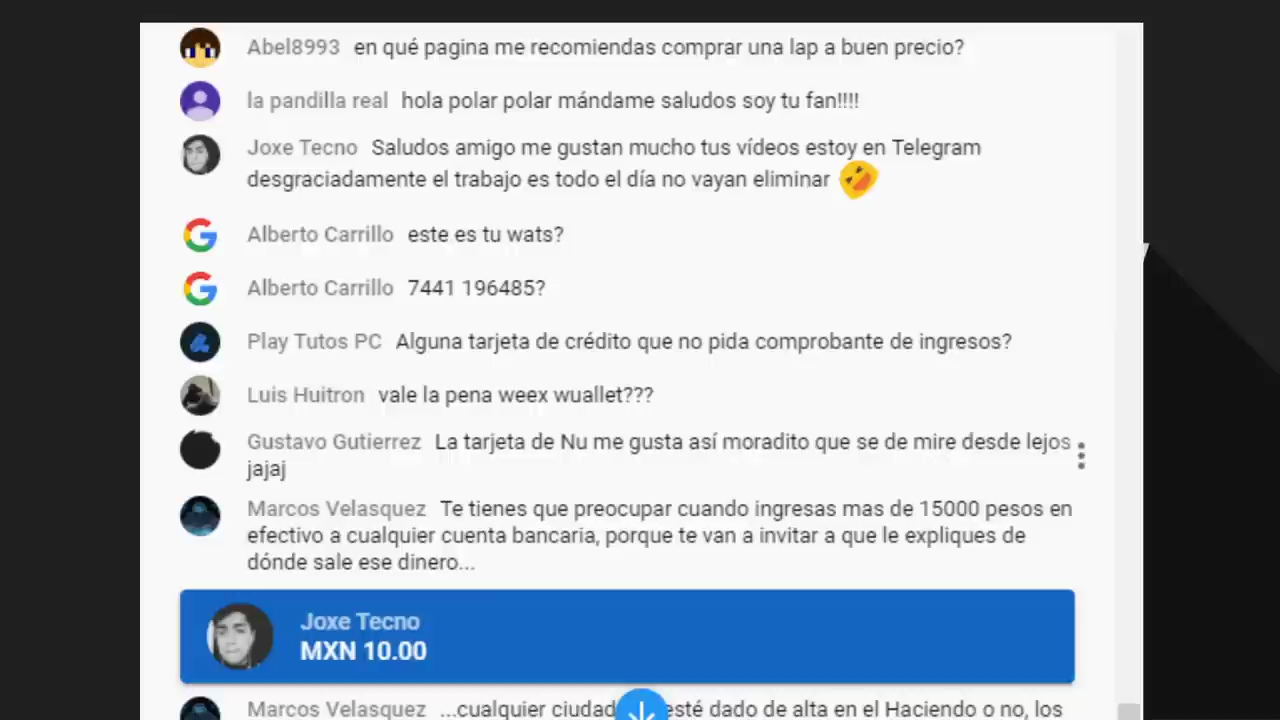 Abel8993 en qué pagina me recomiendas comprar una lap a buen precio?
la pandilla real hola polar polar mándame saludos soy tu fan!!!!
Joxe Tecno Saludos amigo me gustan mucho tus vídeos estoy en Telegram
desgraciadamente el trabajo es todo el día no vayan eliminar
Alberto Carrillo este es tu wats?
Alberto Carrillo 7441 196485?
Play Tutos PC Alguna tarjeta de crédito que no pida comprobante de ingresos?
Luis Huitron vale la pena weex wuallet???
Gustavo Gutierrez La tarjeta de Nu me gusta así moradito que se de mire desde lejos
jajaj
Marcos Velasquez Te tienes que preocupar cuando ingresas mas de 15000 pesos en
efectivo a cualquier cuenta bancaria, porque te van a invitar a que le expliques de
dónde sale ese dinero...
Joxe Tecno
MXN 10.00
Marcos Velasquez ...cualquier esté dado de alta en el Haciendo o no, los